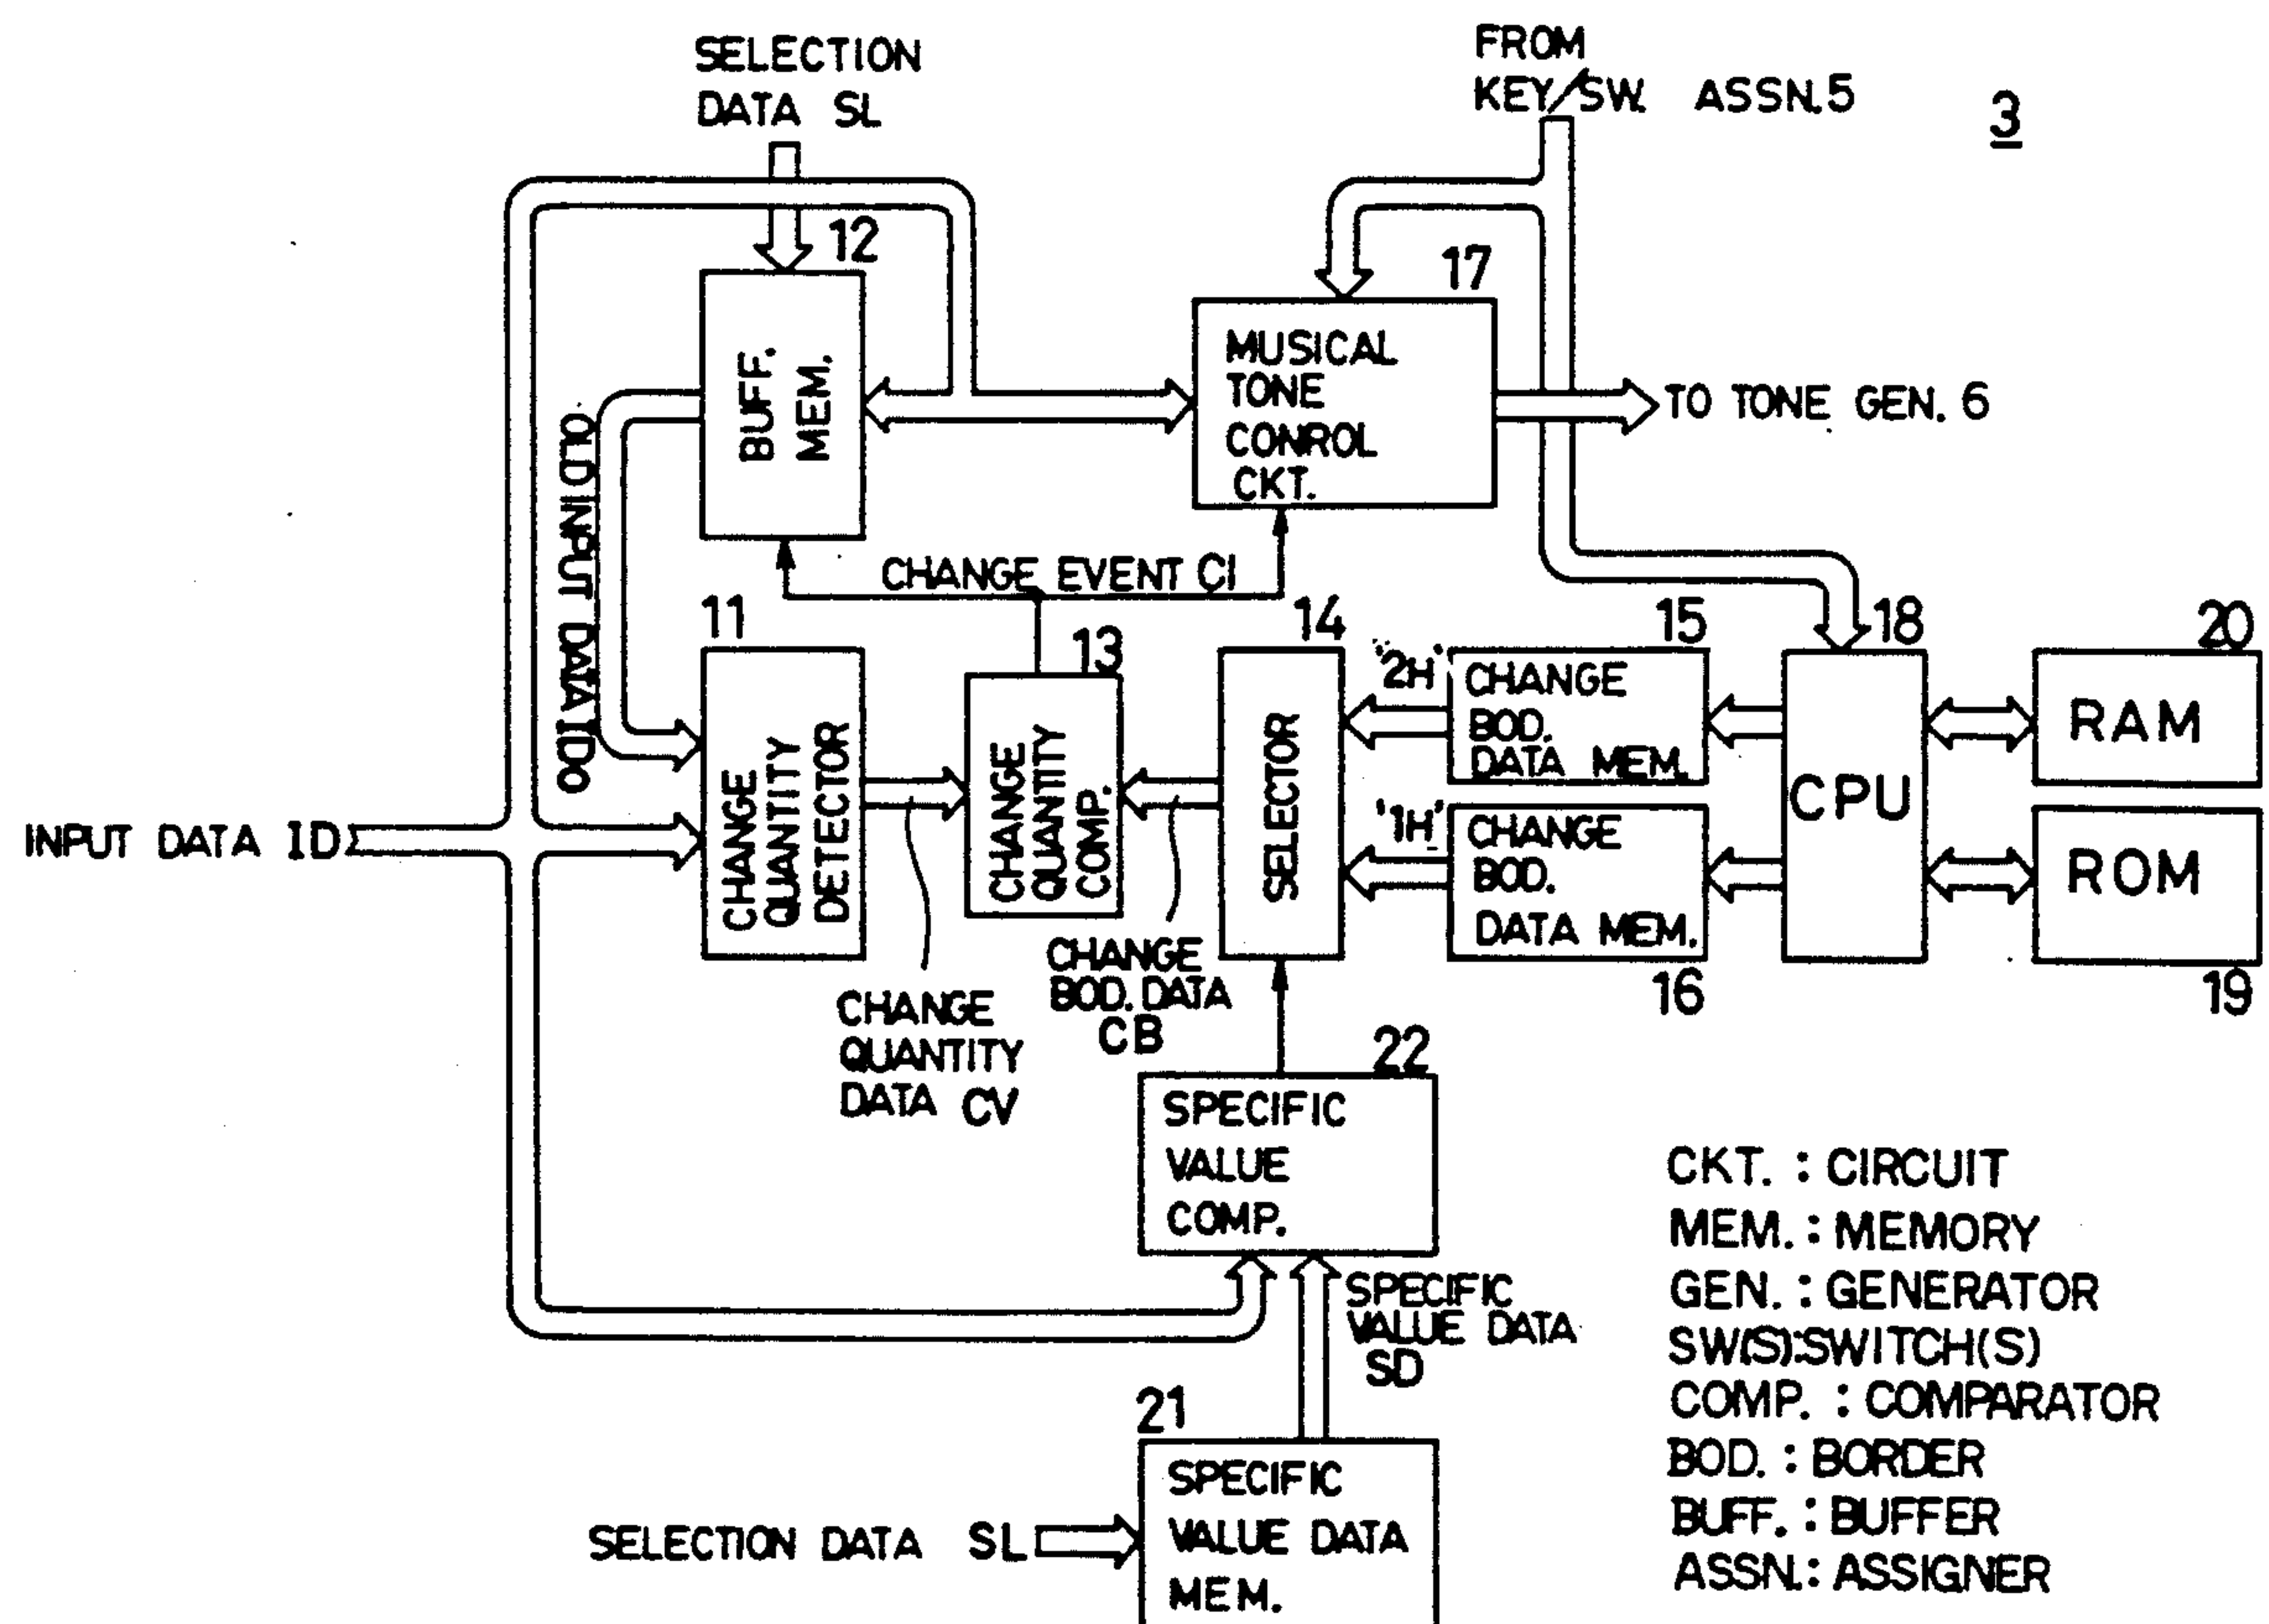 SELECTION
DATA SL
FROM
KEY/SW. ASSN.5
3
12
17
BUFF.
MEM.
MUSICAL
TONE
CONROL
CKT.
TO TONE GEN. 6
OLD INPUT DATA IDO
CHANGE EVENT CI
11
13
14
15
18
20
CHANGE
QUANTITY
DETECTOR
CHANGE
QUANTITY
COMP.
SELECTOR
'2H'
CHANGE
BOD.
DATA MEM.
'1H'
CHANGE
BOD.
DATA MEM.
16
CPU
RAM
ROM
19
INPUT DATA ID
CHANGE
QUANTITY
DATA CV
CHANGE
BOD. DATA
CB
22
SPECIFIC
VALUE
COMP.
SPECIFIC
VALUE DATA
SD
21
SELECTION DATA SL
SPECIFIC
VALUE DATA
MEM.
CKT. : CIRCUIT
MEM. : MEMORY
GEN. : GENERATOR
SW(S):SWITCH(S)
COMP. : COMPARATOR
BOD. : BORDER
BUFF. : BUFFER
ASSN. : ASSIGNER